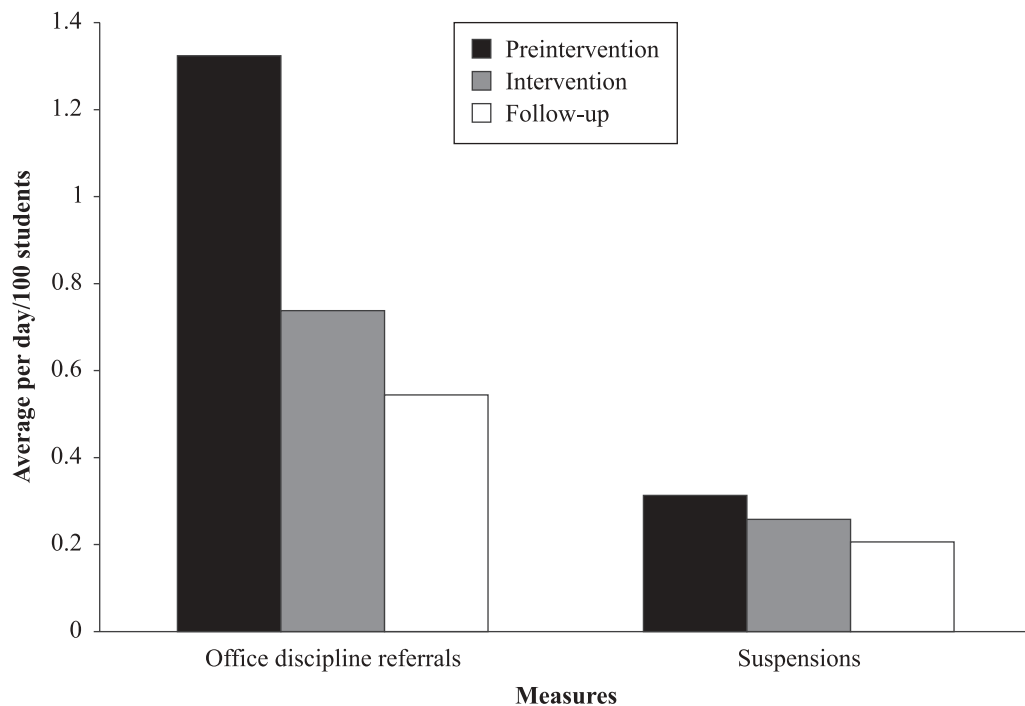 1.4
1.2
1
0.8
0.6
0.4
0.2
0
Average per day/100 students
Preintervention
Intervention
Follow-up
Office discipline referrals
Suspensions
Measures